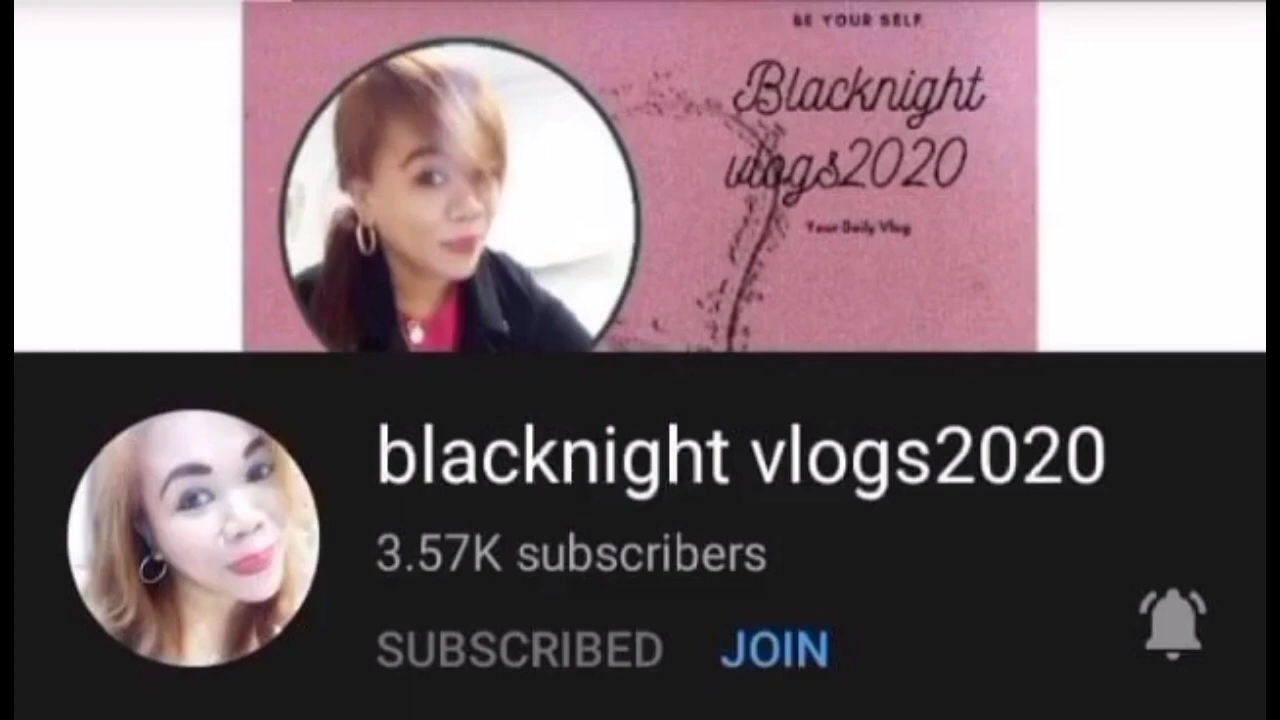 BE YOUR SELF
Blacknight
vlogs2020
Your Daily Vlog
blacknight vlogs2020
3.57K subscribers
SUBSCRIBED JOIN